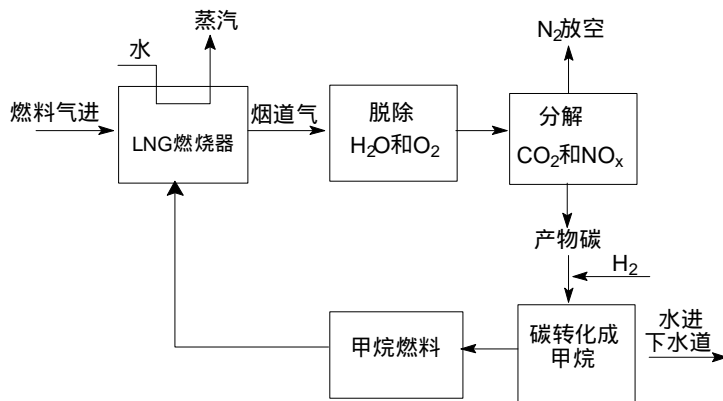 蒸汽
水
N₂放空
燃料气进
LNG燃烧器
烟道气
脱除
H₂O和O₂
分解
CO₂和NOₓ
产物碳
H₂
甲烷燃料
碳转化成
甲烷
水进
下水道